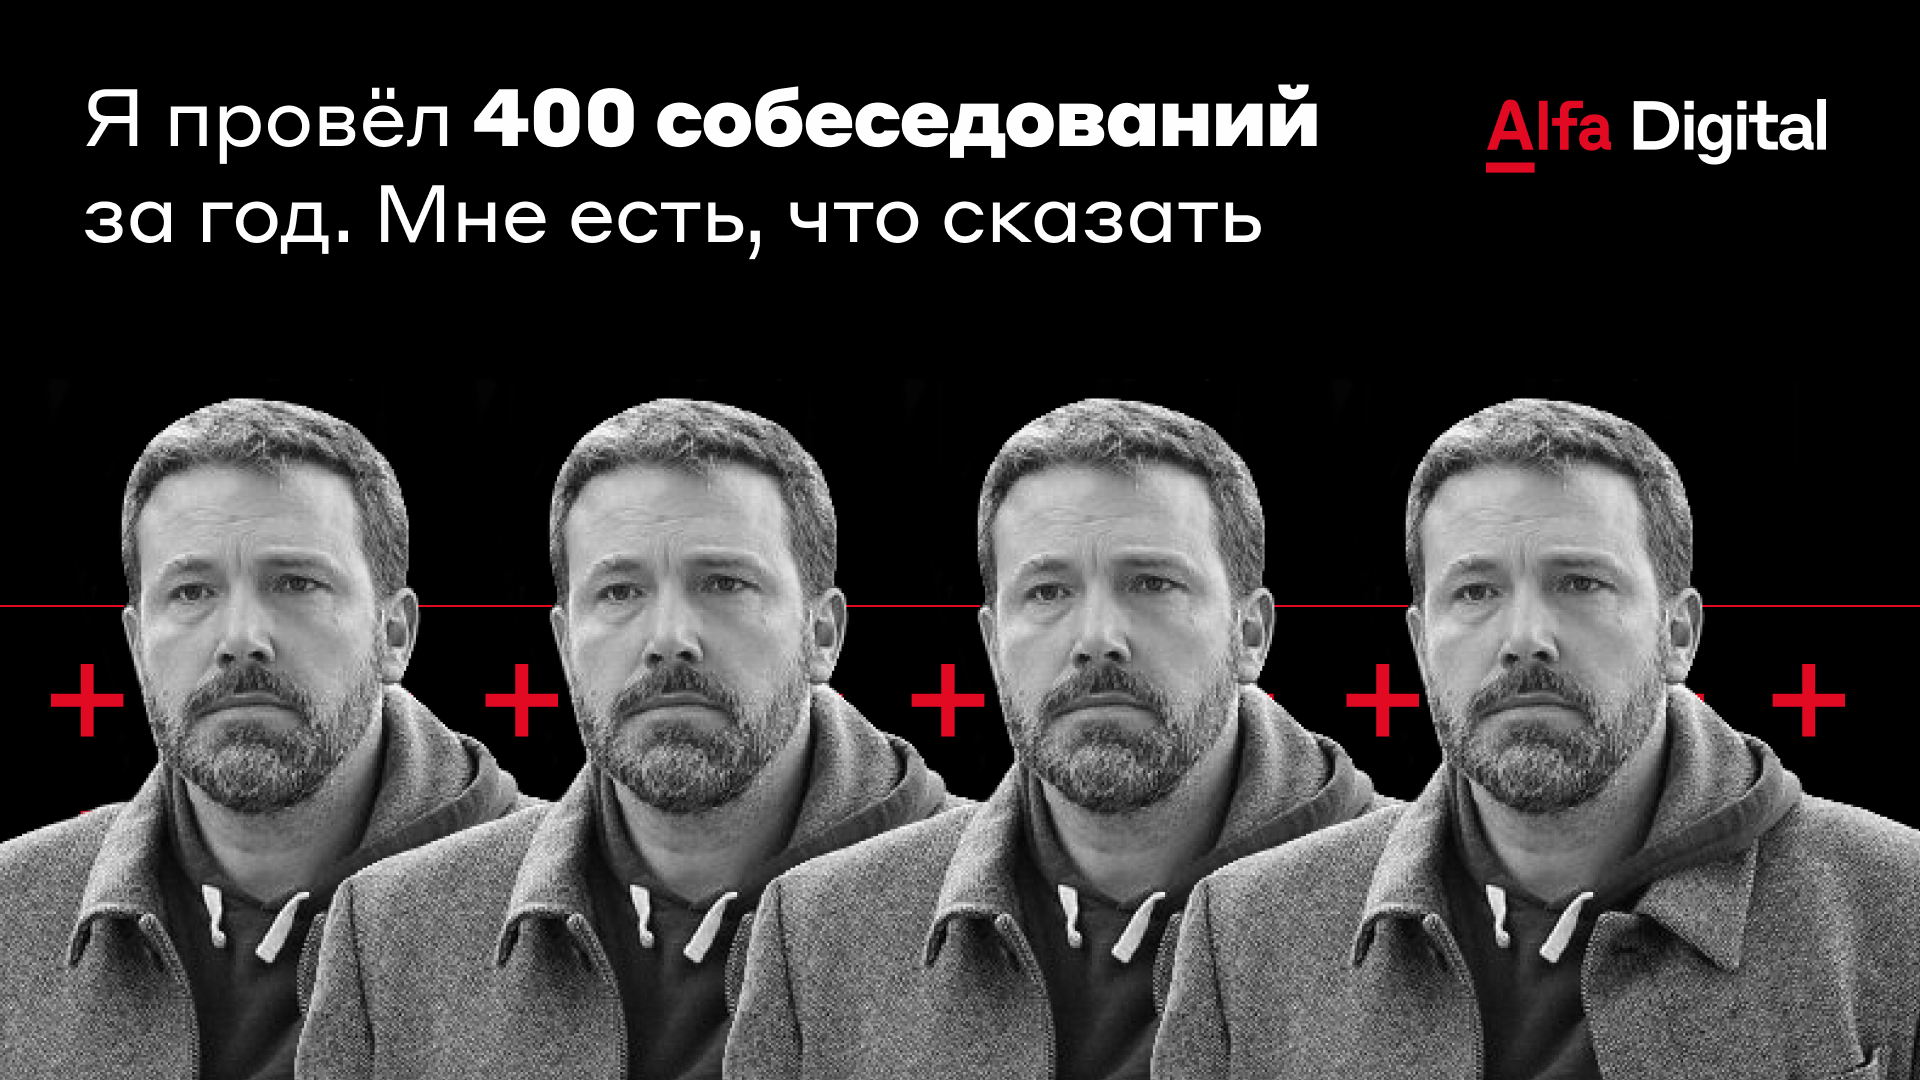 Я провёл 400 собеседований
за год. Мне есть, что сказать
Alfa Digital